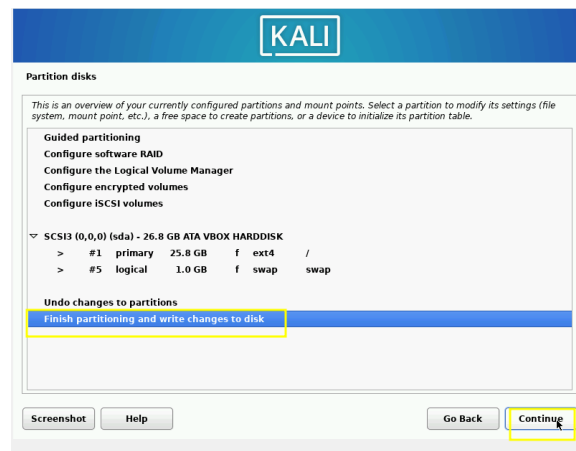 KALI
Partition disks
This is an overview of your currently configured partitions and mount points. Select a partition to modify its settings (file
system, mount point, etc.), a free space to create partitions, or a device to initialize its partition table.
Guided partitioning
Configure software RAID
Configure the Logical Volume Manager
Configure encrypted volumes
Configure iSCSI volumes
SCSI3 (0,0,0) (sda) - 26.8 GB ATA VBOX HARDDISK
> #1 primary 25.8 GB f ext4 /
> #5 logical 1.0 GB f swap swap
Undo changes to partitions
Finish partitioning and write changes to disk
Screenshot Help Go Back Continue